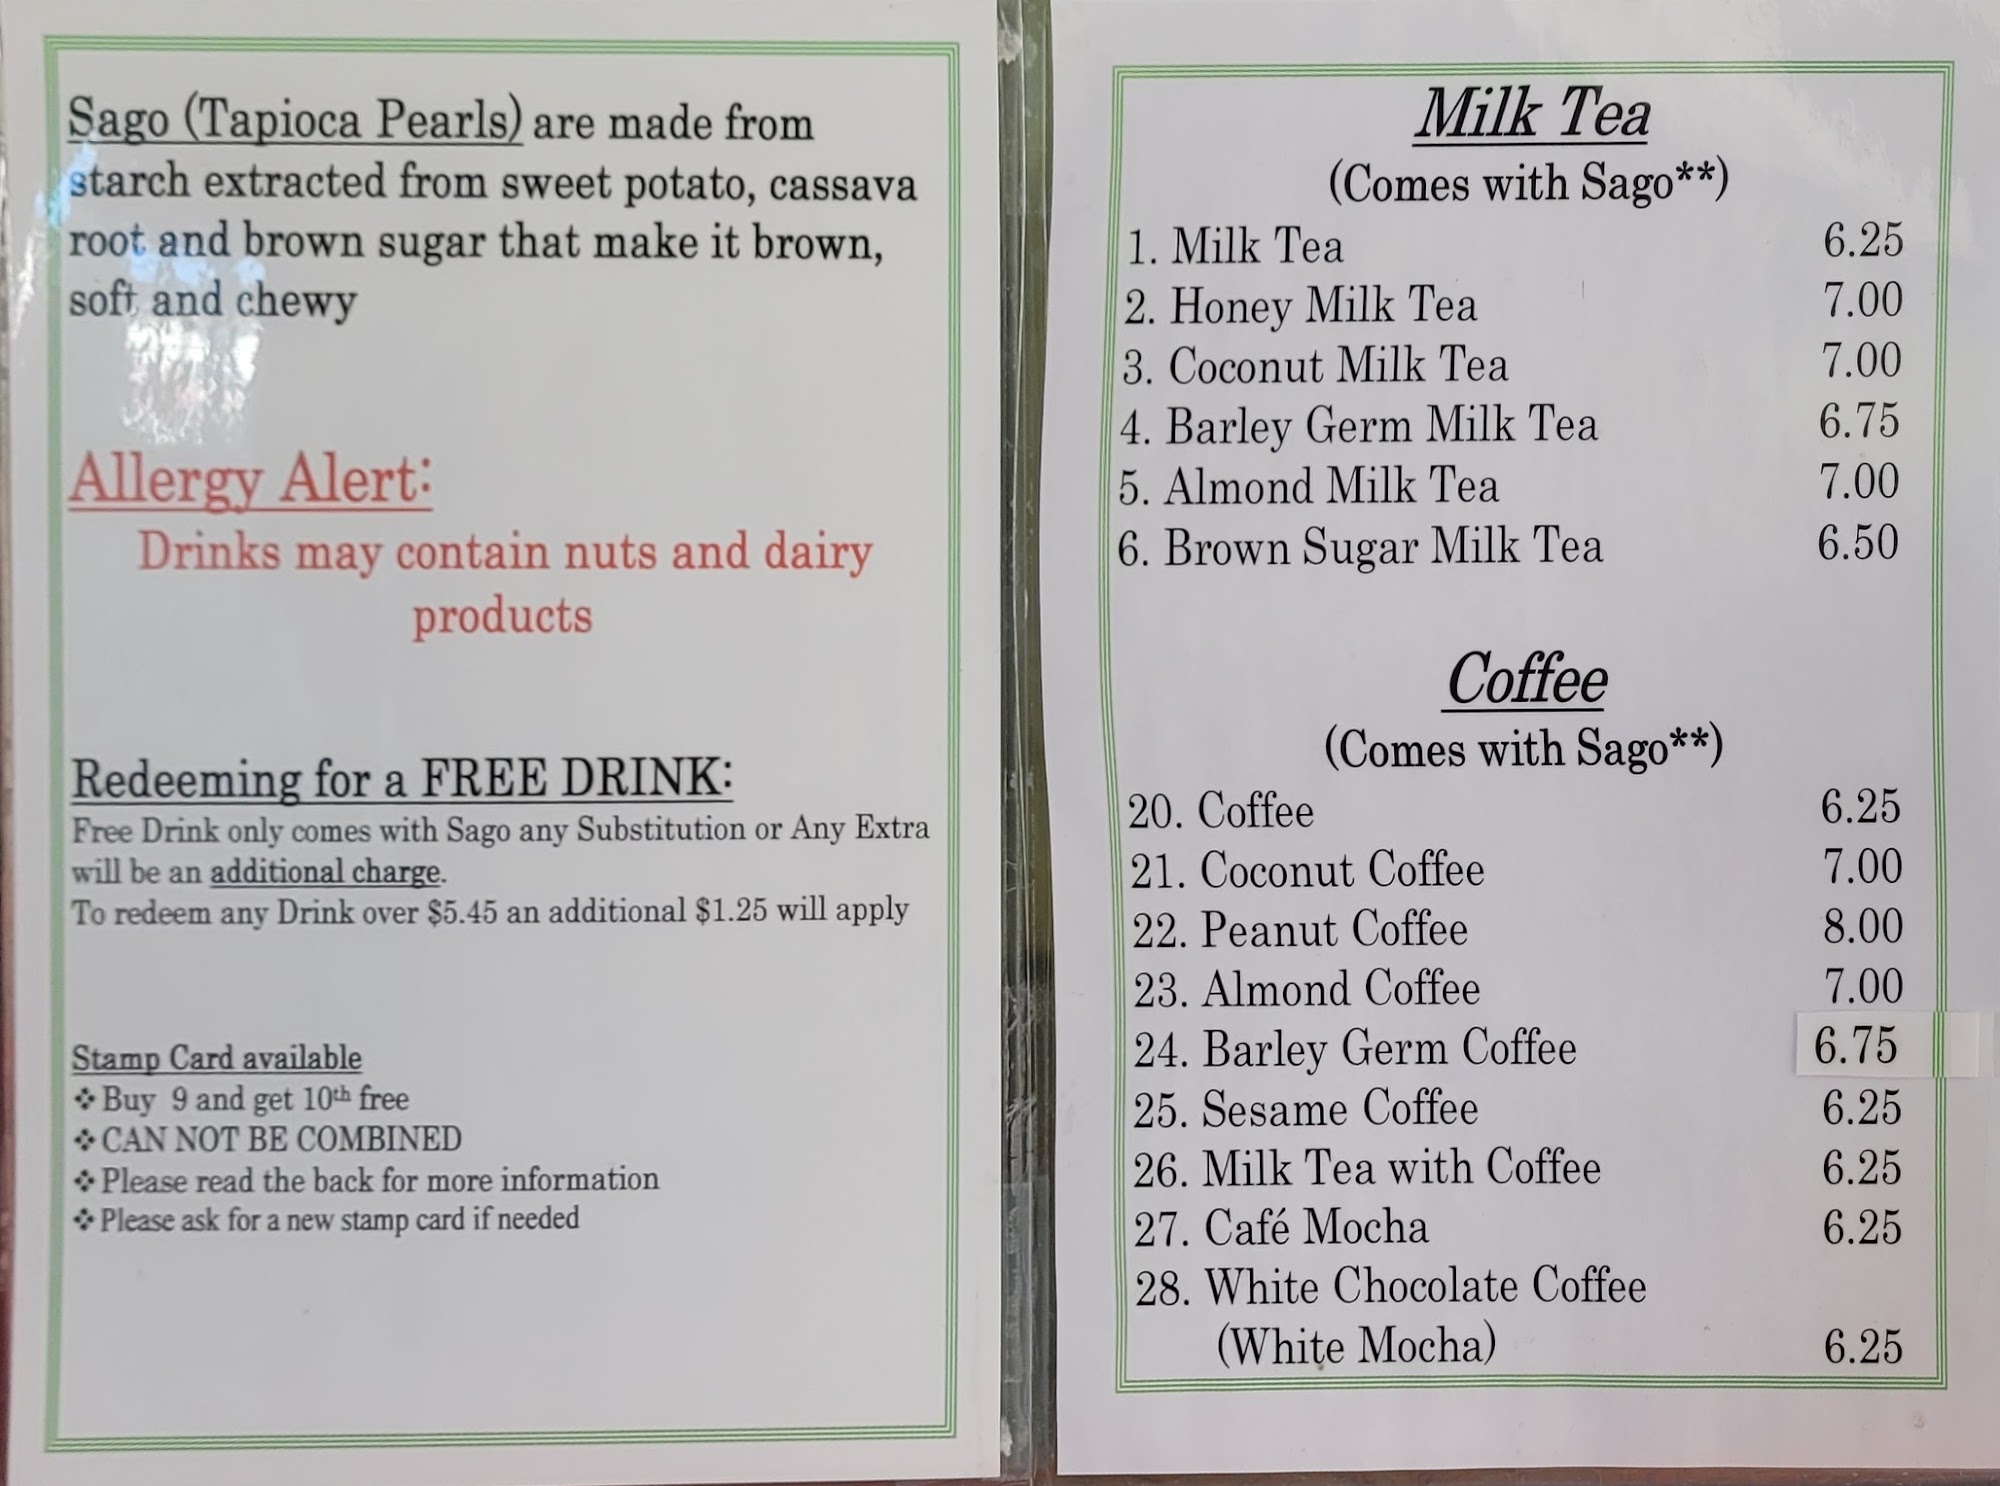 Sago (Tapioca Pearls) are made from
starch extracted from sweet potato, cassava
root and brown sugar that make it brown,
soft and chewy
Allergy Alert:
Drinks may contain nuts and dairy
products
Redeeming for a FREE DRINK:
Free Drink only comes with Sago any Substitution or Any Extra
will be an additional charge.
To redeem any Drink over $5.45 an additional $1.25 will apply
Stamp Card available
❖Buy 9 and get 10th free
❖CAN NOT BE COMBINED
❖Please read the back for more information
❖Please ask for a new stamp card if needed
Milk Tea
(Comes with Sago**)
1. Milk Tea 6.25
2. Honey Milk Tea 7.00
3. Coconut Milk Tea 7.00
4. Barley Germ Milk Tea 6.75
5. Almond Milk Tea 7.00
6. Brown Sugar Milk Tea 6.50
Coffee
(Comes with Sago**)
20. Coffee 6.25
21. Coconut Coffee 7.00
22. Peanut Coffee 8.00
23. Almond Coffee 7.00
24. Barley Germ Coffee 6.75
25. Sesame Coffee 6.25
26. Milk Tea with Coffee 6.25
27. Café Mocha 6.25
28. White Chocolate Coffee
(White Mocha) 6.25
3